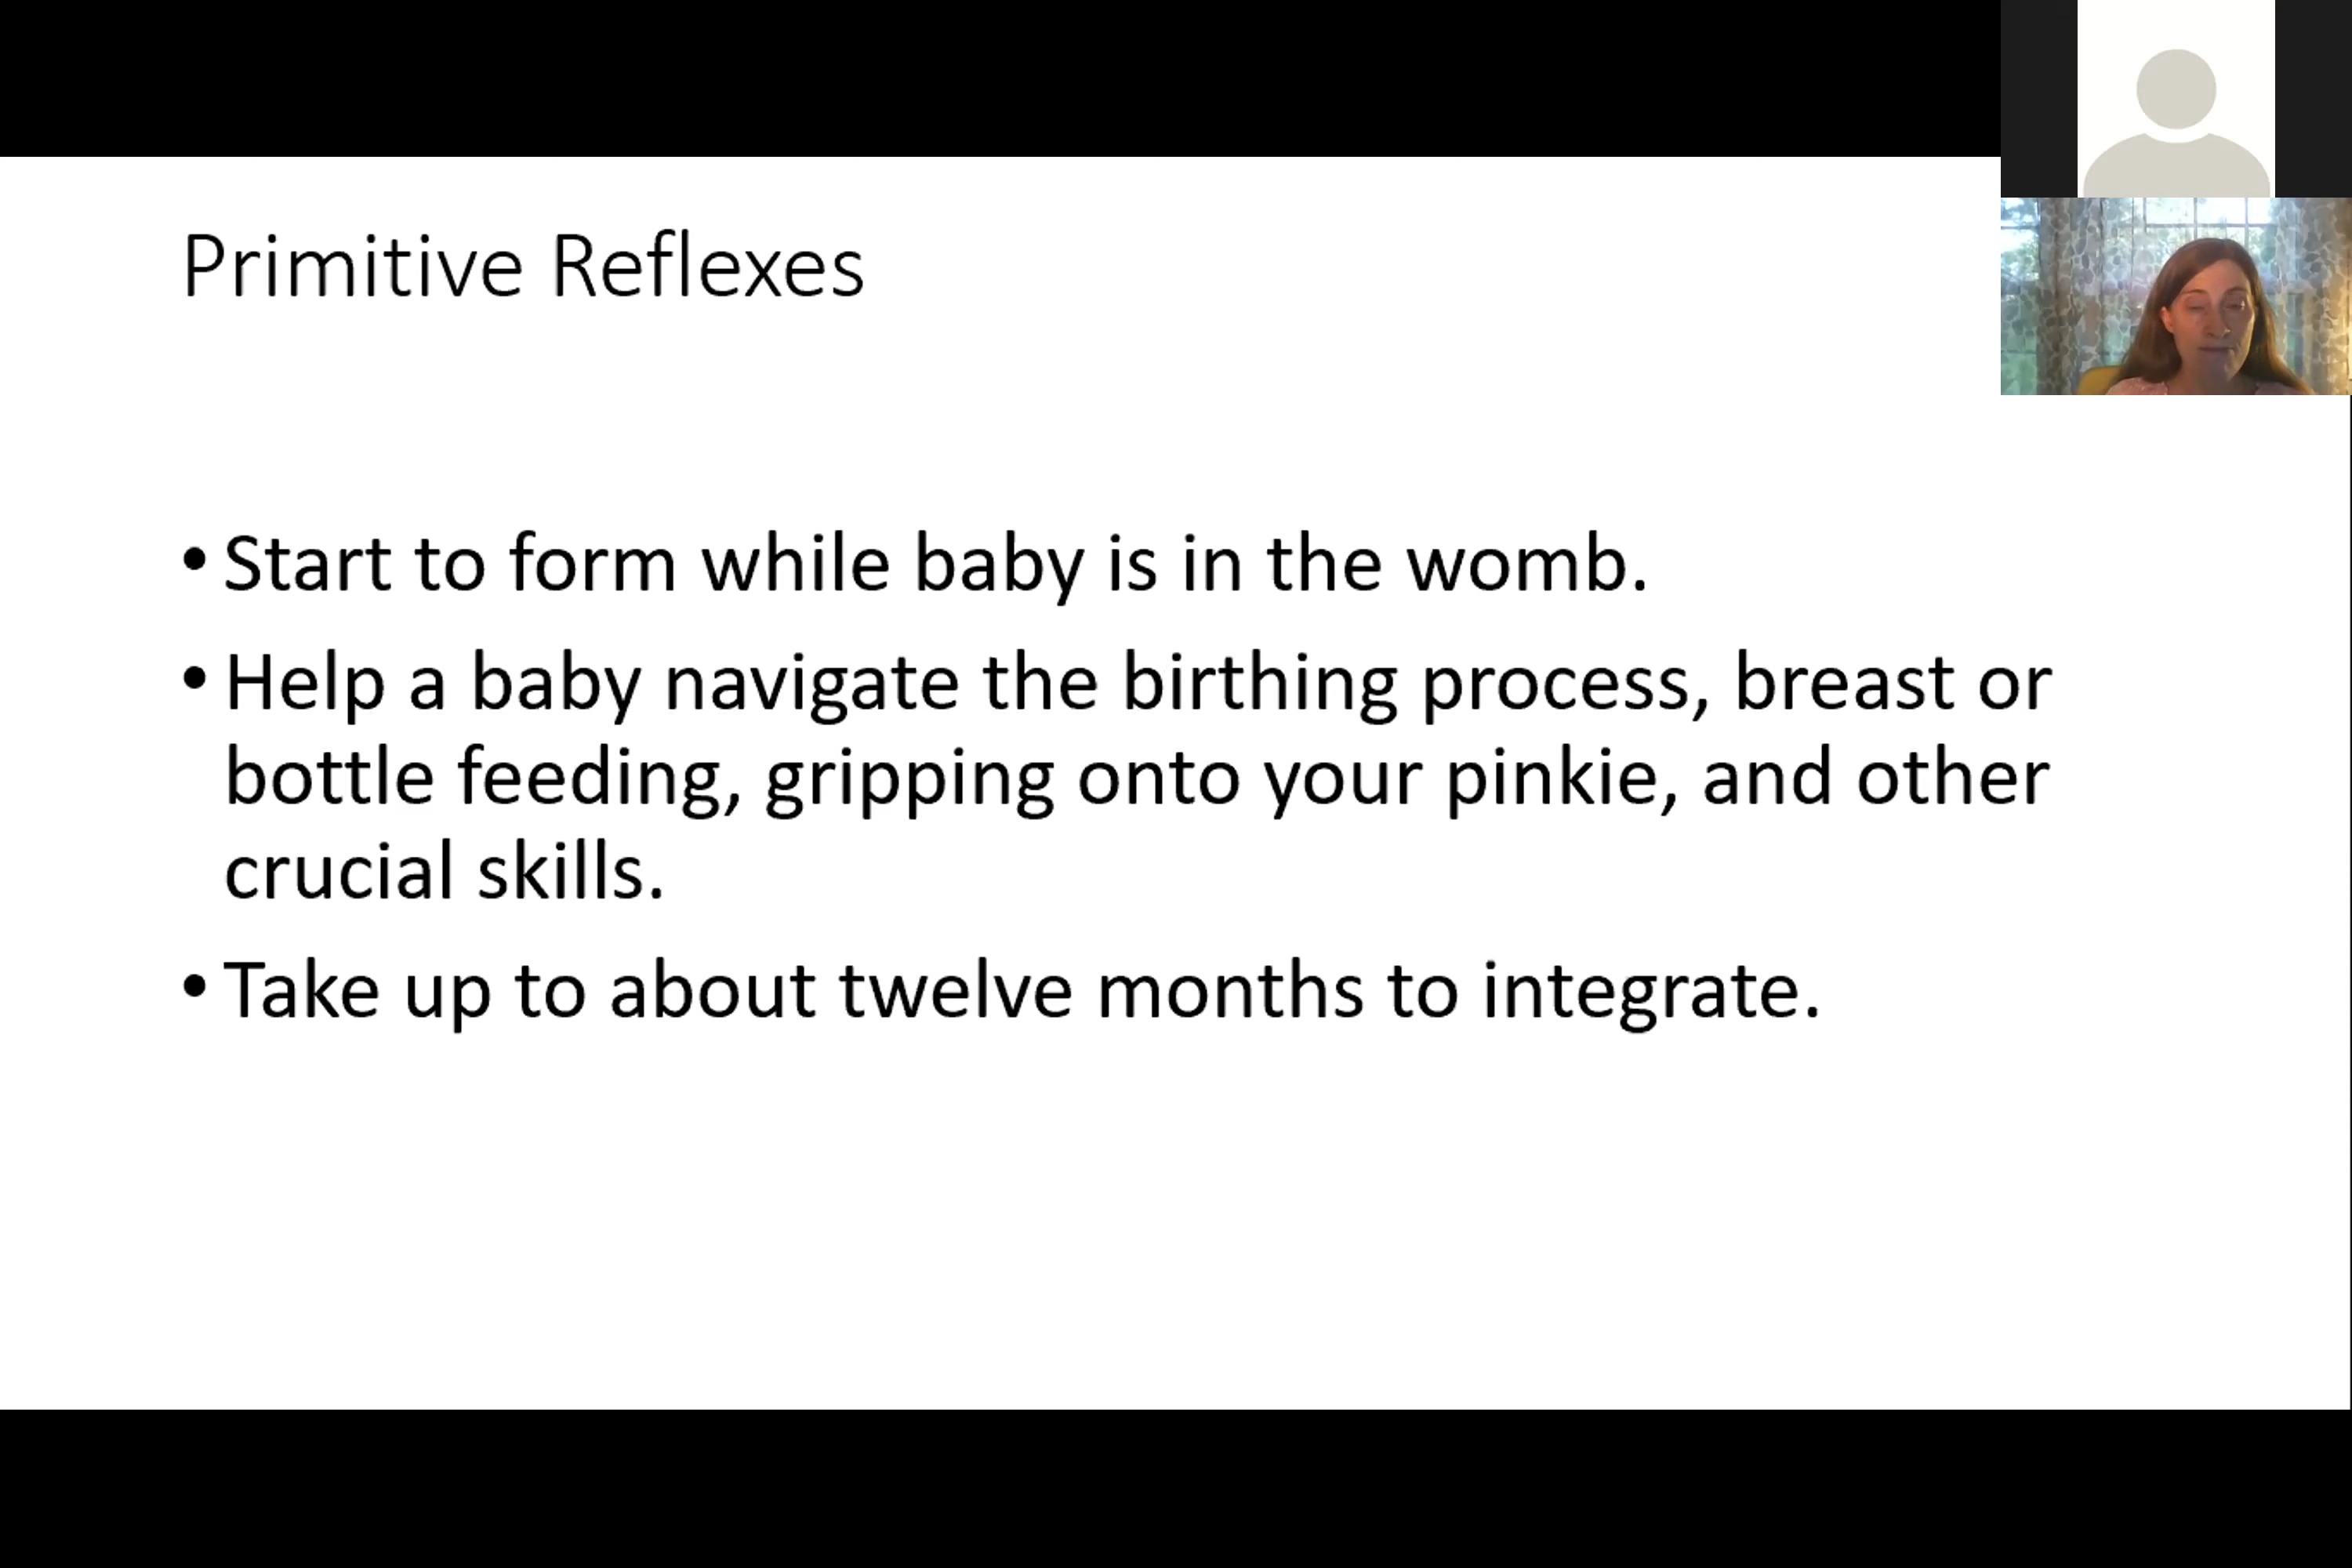 Primitive Reflexes
• Start to form while baby is in the womb.
• Help a baby navigate the birthing process, breast or
bottle feeding, gripping onto your pinkie, and other
crucial skills.
• Take up to about twelve months to integrate.